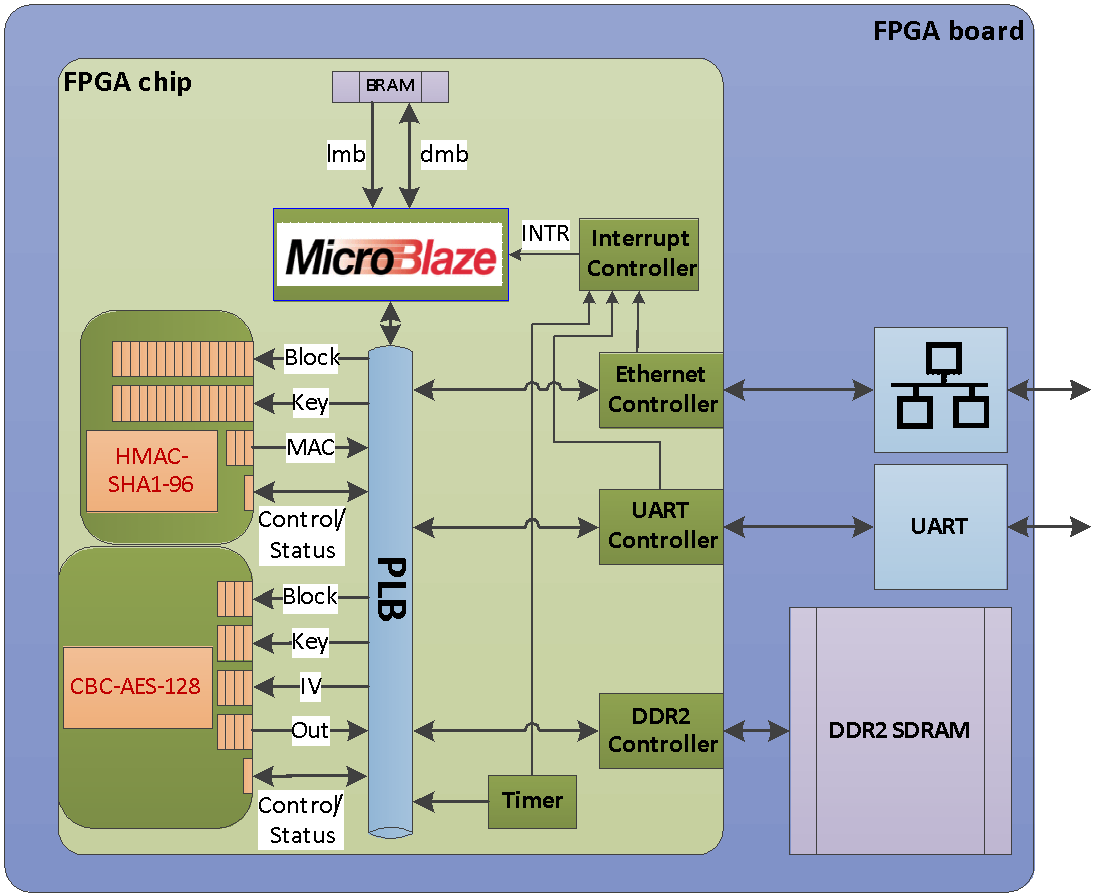 FPGA board
FPGA chip
BRAM
lmb
dmb
MicroBlaze
INTR
Interrupt
Controller
Block
Key
MAC
HMAC-
SHA1-96
Control/
Status
Ethernet
Controller
UART
Controller
UART
PLB
Block
Key
IV
Out
CBC-AES-128
Control/
Status
DDR2
Controller
DDR2 SDRAM
Timer